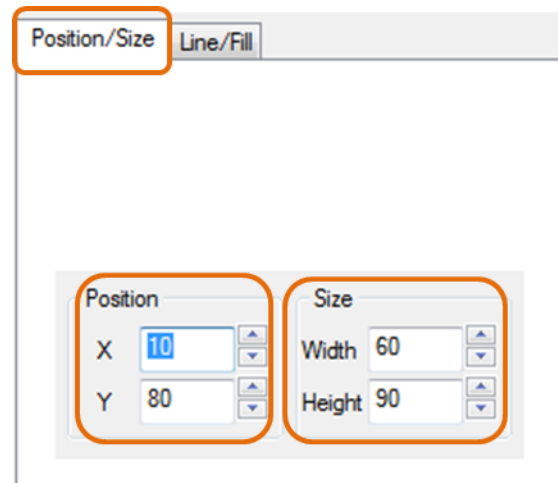 Position/Size Line/Fill
Position Size
X 10 Width 60
Y 80 Height 90